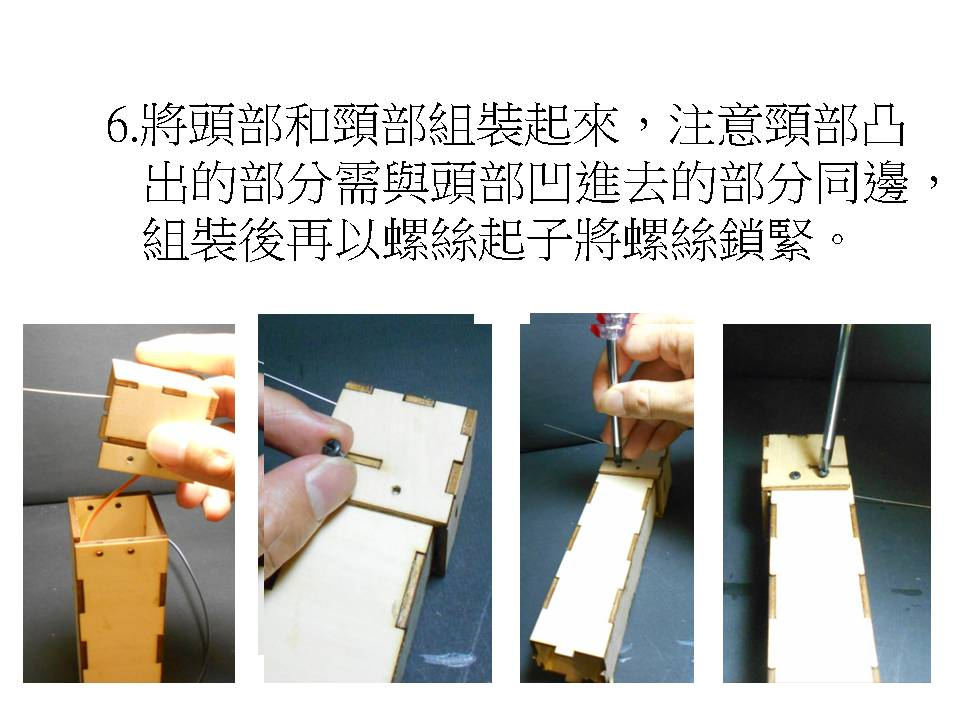 6.將頭部和頸部組裝起來，注意頸部凸
出的部分需與頭部凹進去的部分同邊，
組裝後再以螺絲起子將螺絲鎖緊。